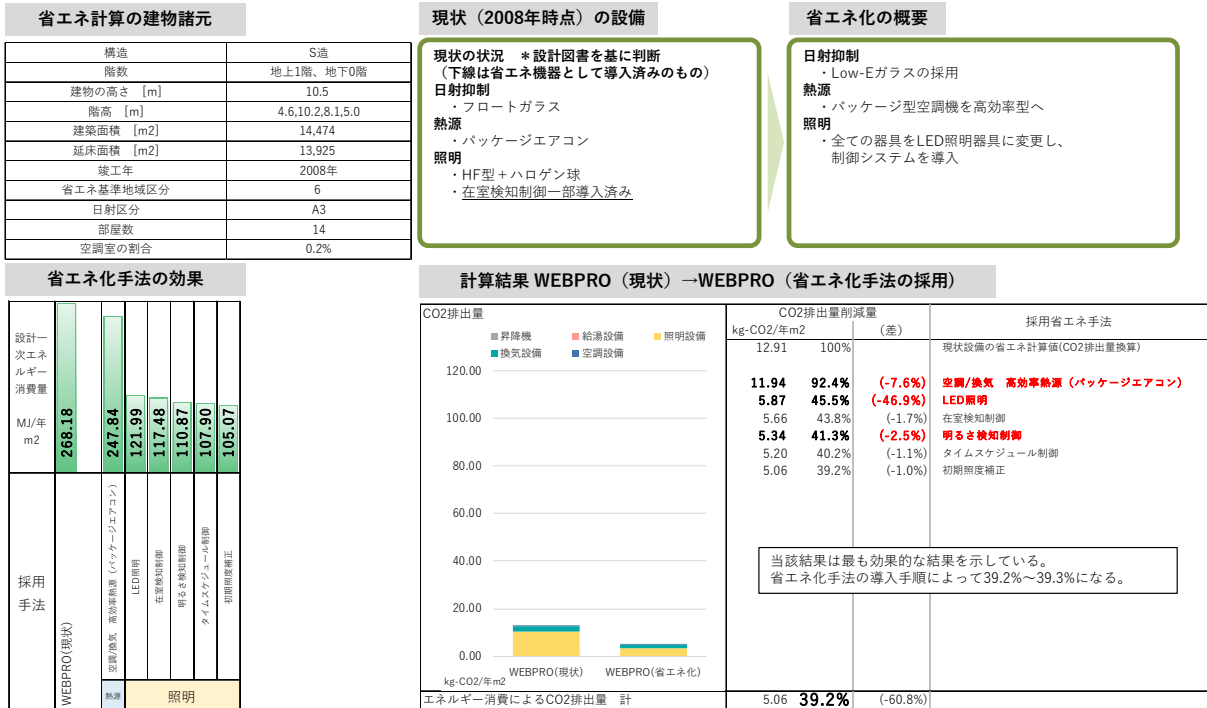 省エネ計算の建物諸元
構造 S造
階数 地上1階、地下0階
建物の高さ [m] 10.5
階高 [m] 4.6,10.2,8.1,5.0
建築面積 [m2] 14,474
延床面積 [m2] 13,925
竣工年 2008年
省エネ基準地域区分 6
日射区分 A3
部屋数 14
空調室の割合 0.2%
現状（2008年時点）の設備
現状の状況 ＊設計図書を基に判断
（下線は省エネ機器として導入済みのもの）
日射抑制
・フロートガラス
熱源
・パッケージエアコン
照明
・HF型＋ハロゲン球
・在室検知制御一部導入済み
省エネ化の概要
日射抑制
・Low-Eガラスの採用
熱源
・パッケージ型空調機を高効率型へ
照明
・全ての器具をLED照明器具に変更し、
制御システムを導入
省エネ化手法の効果
設計一
次エネ
ルギー
消費量
MJ/年
m2
268.18
247.84
121.99
117.48
110.87
107.90
105.07
採用
手法
WEBPRO(現状)
空調/換気 高効率熱源（パッケージエアコン）
LED照明
在室検知制御
明るさ検知制御
タイムスケジュール制御
初期照度補正
熱源
照明
計算結果 WEBPRO（現状）→WEBPRO（省エネ化手法の採用）
CO2排出量
■昇降機 ■給湯設備 ■照明設備
■換気設備 ■空調設備
120.00
100.00
80.00
60.00
40.00
20.00
0.00
WEBPRO(現状) WEBPRO(省エネ化)
kg-CO2/年m2
CO2排出量削減量
kg-CO2/年m2 （差）
採用省エネ手法
12.91 100% 現状設備の省エネ計算値(CO2排出量換算)
11.94 92.4% (-7.6%) 空調/換気 高効率熱源（パッケージエアコン）
5.87 45.5% (-46.9%) LED照明
5.66 43.8% (-1.7%) 在室検知制御
5.34 41.3% (-2.5%) 明るさ検知制御
5.20 40.2% (-1.1%) タイムスケジュール制御
5.06 39.2% (-1.0%) 初期照度補正
当該結果は最も効果的な結果を示している。
省エネ化手法の導入手順によって39.2%～39.3%になる。
エネルギー消費によるCO2排出量 計 5.06 39.2% (-60.8%)